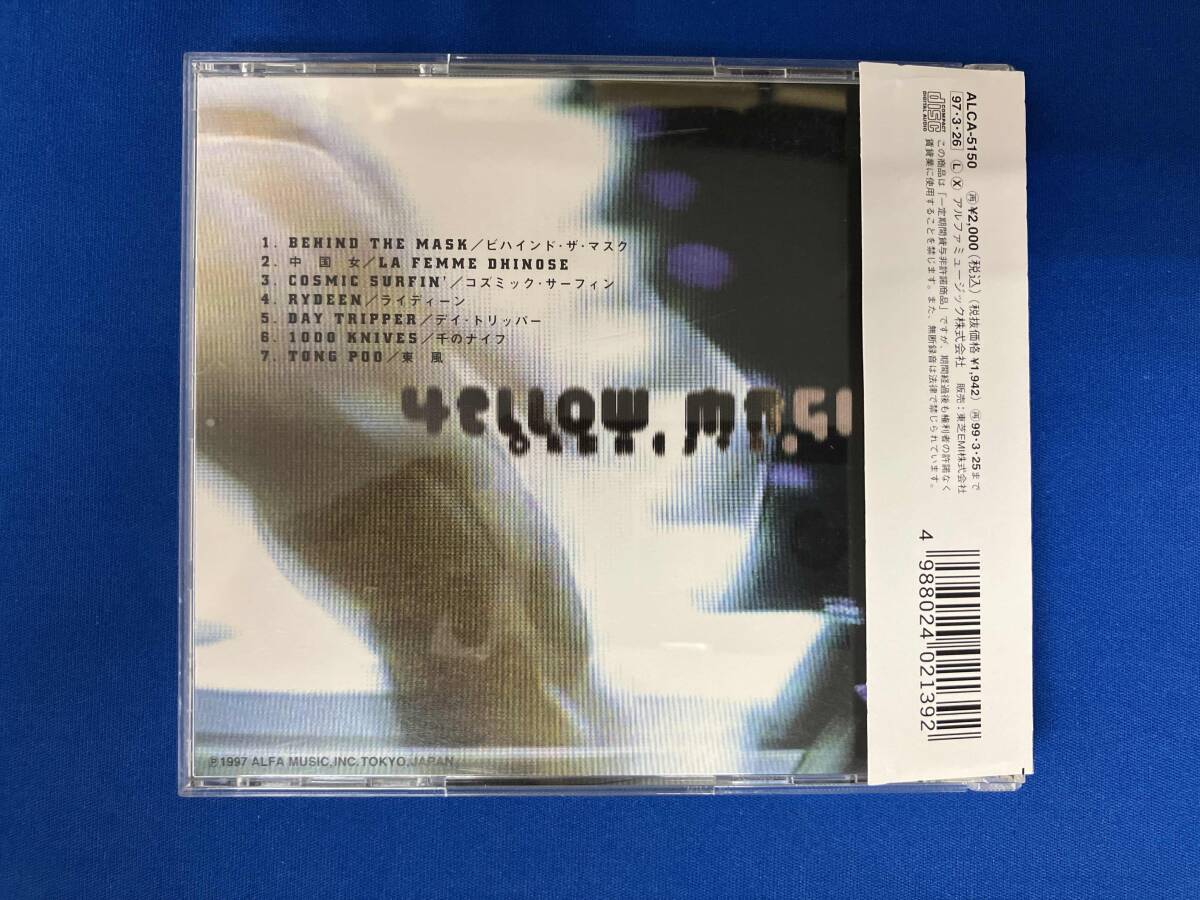 1. BEHIND THE MASK／ビハインド・ザ・マスク
2. 中国女／LA FEMME DHINOSE
3. COSMIC SURFIN'／コズミック・サーフィン
4. RYDEEN／ライディーン
5. DAY TRIPPER／デイ・トリッパー
6. 1000 KNIVES／千のナイフ
7. TONG POO／東風
YELLOW MAGI
℗1997 ALFA MUSIC,INC.TOKYO,JAPAN
ALCA-5150 ㊢¥2,000(税込)(税抜価格¥1,942) ㊢99・3・25まで
97・3・26 Ⓛ Ⓧ アルファミュージック株式会社 販売:東芝EMI株式会社
COMPACT disc DIGITAL AUDIO
この商品は「一定期間貸与非許諾商品」ですが、期間経過後も権利者の許諾なく
賃貸業に使用することを禁じます。また、無断録音は法律で禁じられています。
4 988024 021392